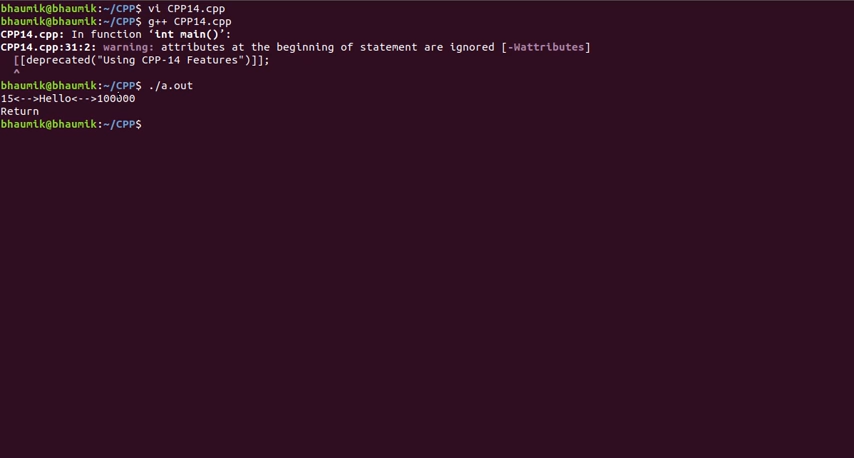 bhaumik@bhaumik:~/CPP$ vi CPP14.cpp
bhaumik@bhaumik:~/CPP$ g++ CPP14.cpp
CPP14.cpp: In function ‘int main()’:
CPP14.cpp:31:2: warning: attributes at the beginning of statement are ignored [-Wattributes]
  [[deprecated("Using CPP-14 Features")]];
  ^
bhaumik@bhaumik:~/CPP$ ./a.out
15<-->Hello<-->100000
Return
bhaumik@bhaumik:~/CPP$